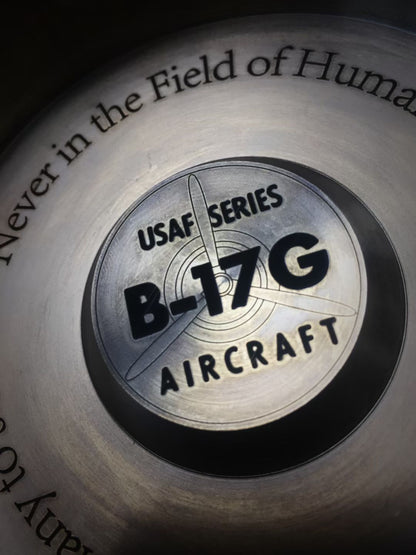 Never in the Field of Huma
USAF SERIES
B-17G
AIRCRAFT
any to